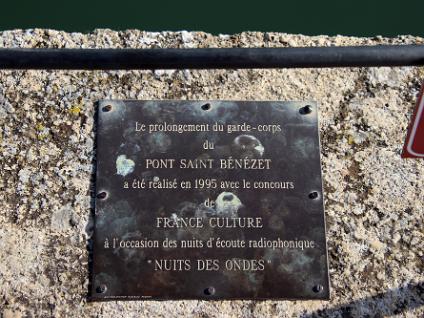 Le prolongement du garde-corps
du
PONT SAINT BÉNÉZET
a été réalisé en 1995 avec le concours
de
FRANCE CULTURE
à l'occasion des nuits d'écoute radiophonique
"NUITS DES ONDES"